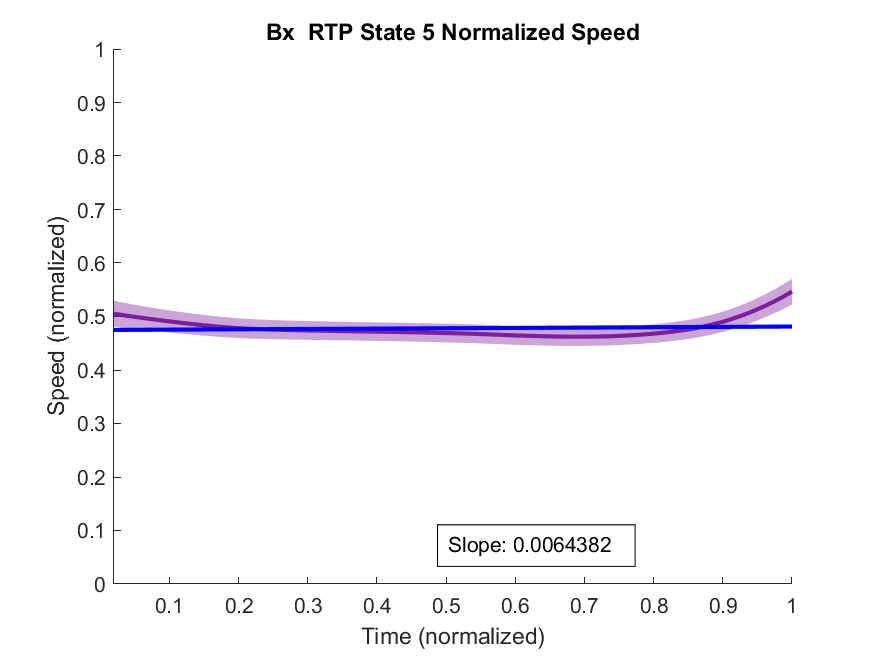 Bx  RTP State 5 Normalized Speed
1
0.9
0.8
0.7
0.6
0.5
0.4
0.3
0.2
0.1
0
Speed (normalized)
Slope: 0.0064382
0.1 0.2 0.3 0.4 0.5 0.6 0.7 0.8 0.9 1
Time (normalized)